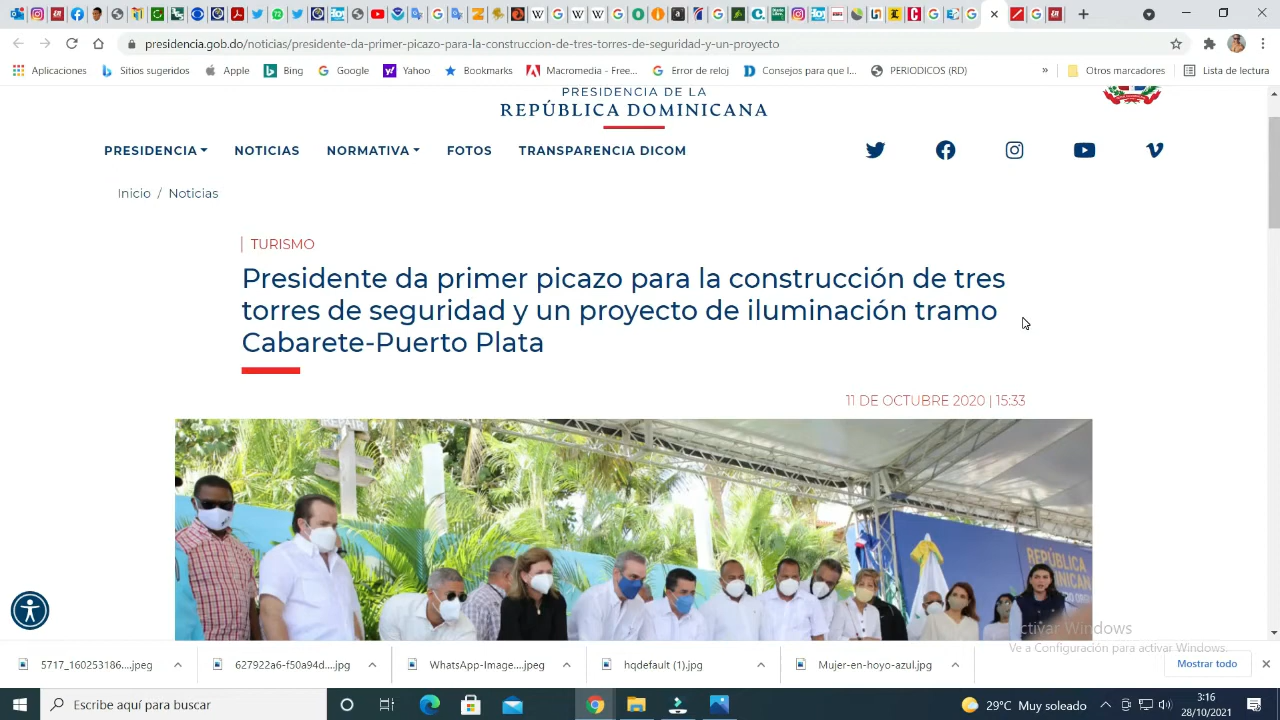 presidencia.gob.do/noticias/presidente-da-primer-picazo-para-la-construccion-de-tres-torres-de-seguridad-y-un-proyecto
Aplicaciones Sitios sugeridos Apple Bing Google Yahoo Bookmarks Macromedia - Free... Error de reloj Consejos para que l... PERIODICOS (RD) » Otros marcadores Lista de lectura
PRESIDENCIA DE LA
REPÚBLICA DOMINICANA
PRESIDENCIA NOTICIAS NORMATIVA FOTOS TRANSPARENCIA DICOM
Inicio / Noticias
TURISMO
Presidente da primer picazo para la construcción de tres
torres de seguridad y un proyecto de iluminación tramo
Cabarete-Puerto Plata
11 DE OCTUBRE 2020 | 15:33
REPÚBLICA
Activar Windows
Ve a Configuración para activar Windows.
5717_160253186....jpeg 627922a6-f50a94d....jpg WhatsApp-Image....jpeg hqdefault (1).jpg Mujer-en-hoyo-azul.jpg Mostrar todo
Escribe aquí para buscar
29°C Muy soleado
3:16
28/10/2021